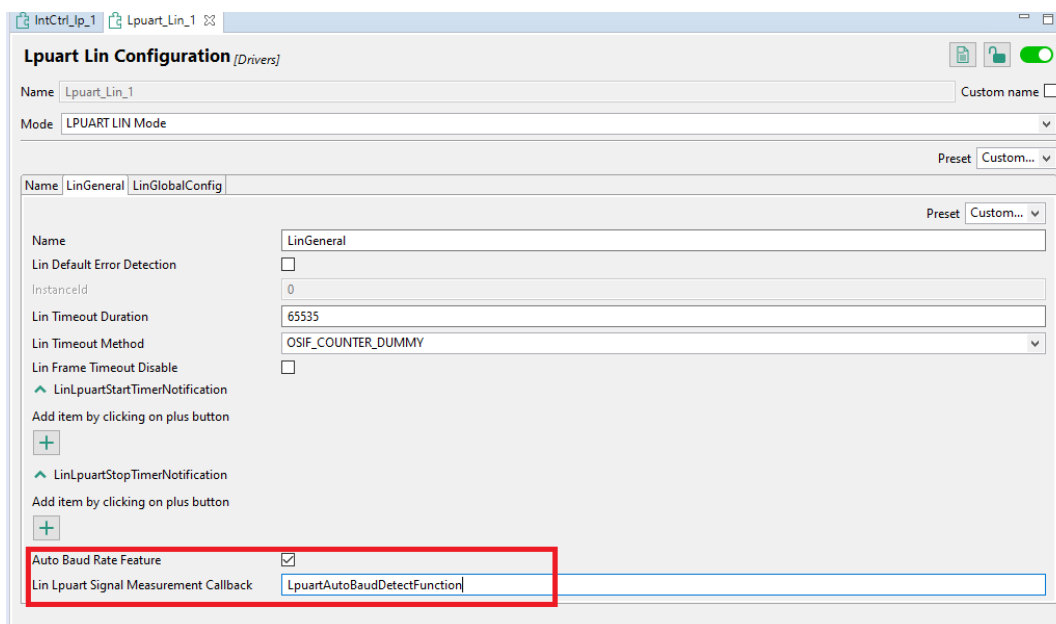 IntCtrl_Ip_1 Lpuart_Lin_1
Lpuart Lin Configuration [Drivers]
Name Lpuart_Lin_1 Custom name
Mode LPUART LIN Mode
Preset Custom...
Name LinGeneral LinGlobalConfig
Preset Custom...
Name LinGeneral
Lin Default Error Detection
InstanceId 0
Lin Timeout Duration 65535
Lin Timeout Method OSIF_COUNTER_DUMMY
Lin Frame Timeout Disable
LinLpuartStartTimerNotification
Add item by clicking on plus button
LinLpuartStopTimerNotification
Add item by clicking on plus button
Auto Baud Rate Feature
Lin Lpuart Signal Measurement Callback LpuartAutoBaudDetectFunction